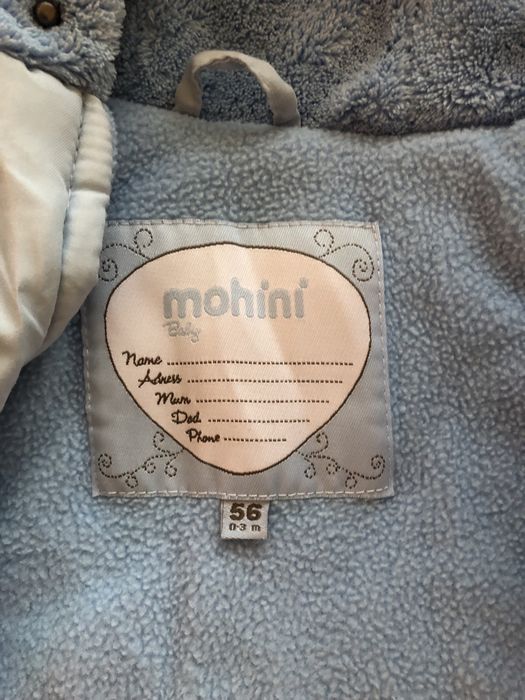 mohini
Baby
Name
Adress
Mum
Dad
Phone
56
0-3 m